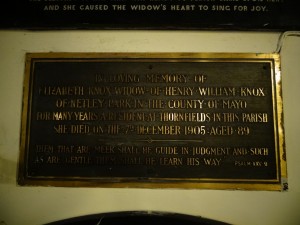 AND SHE CAUSED THE WIDOW'S HEART TO SING FOR JOY.
IN LOVING MEMORY OF
ELIZABETH KNOX WIDOW OF HENRY WILLIAM KNOX
OF NETLEY PARK IN THE COUNTY OF MAYO
FOR MANY YEARS A RESIDENT AT THORNFIELDS IN THIS PARISH
SHE DIED ON THE 7TH DECEMBER 1905 AGED 89
THEM THAT ARE MEEK SHALL HE GUIDE IN JUDGMENT AND SUCH
AS ARE GENTLE THEM SHALL HE LEARN HIS WAY PSALM